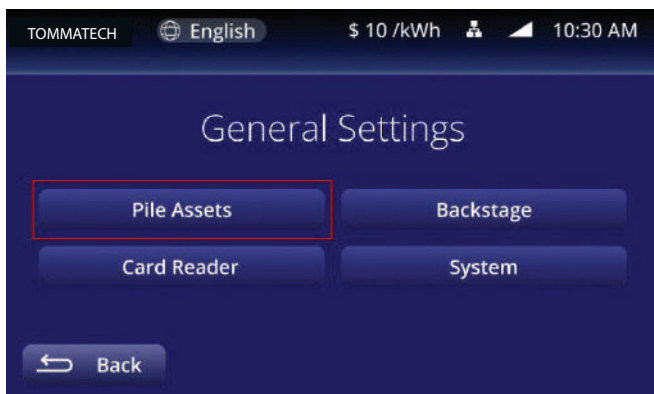 TOMMATECH English $ 10 /kWh 10:30 AM
General Settings
Pile Assets Backstage
Card Reader System
Back